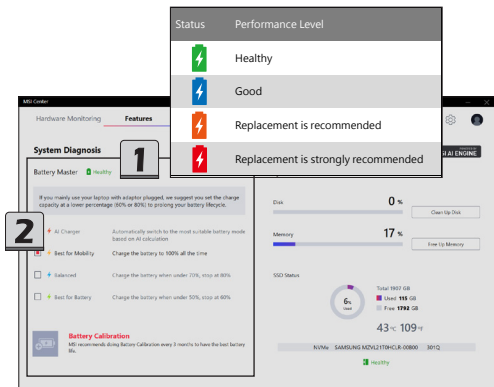 Status Performance Level
Healthy
Good
Replacement is recommended
Replacement is strongly recommended
MSI Center
Hardware Monitoring Features
System Diagnosis
AI ENGINE
1
Battery Master Healthy
If you mainly use your laptop with adaptor plugged, we suggest you set the charge
capacity at a lower percentage (60% or 80%) to prolong your battery lifecycle.
2
AI Charger Automatically switch to the most suitable battery mode
based on AI calculation
Best for Mobility Charge the battery to 100% all the time
Balanced Charge the battery when under 70%, stop at 80%
Best for Battery Charge the battery when under 50%, stop at 60%
Battery Calibration
MSI recommends doing Battery Calibration every 3 months to have the best battery
life.
Disk 0 %
Clean Up Disk
Memory 17 %
Free Up Memory
SSD Status
6%
Used
Total 1907 GB
Used 115 GB
Free 1792 GB
43 °C 109 °F
NVMe SAMSUNG MZVL21T0HCLR-00B00 301Q
Healthy